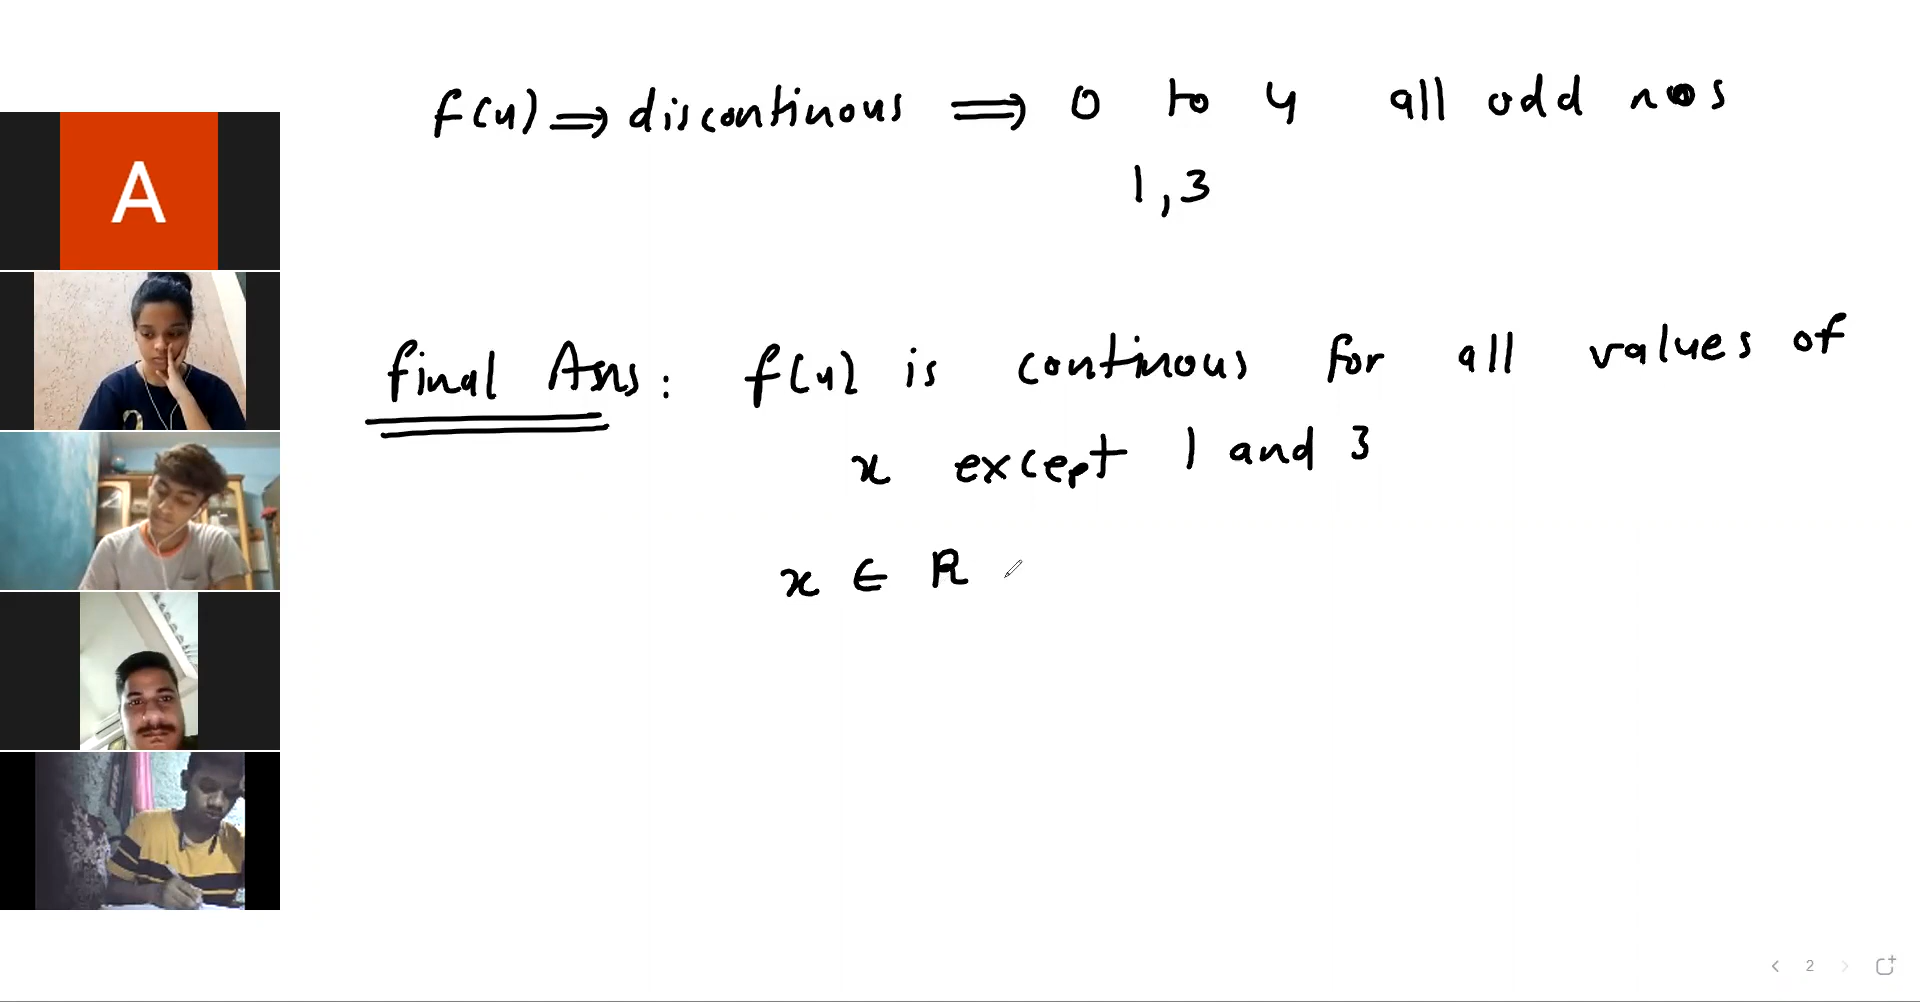 A
f(x) ⇒ discontinous ⇒ 0 to 4 all odd nos
1,3
final Ans: f(x) is continous for all values of
x except 1 and 3
x ∈ R
2